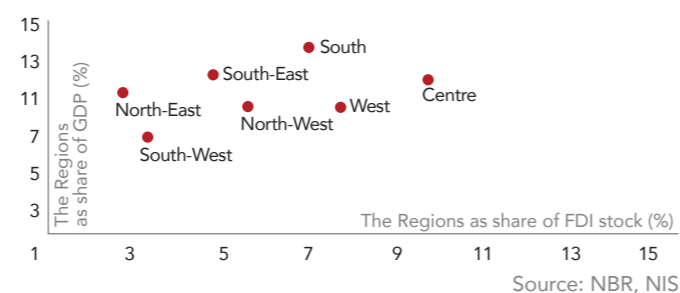 15
13
11
7
5
3
The Regions
as share of GDP (%)
South
South-East
North-East
North-West
West
Centre
South-West
The Regions as share of FDI stock (%)
1 3 5 7 9 11 13 15
Source: NBR, NIS